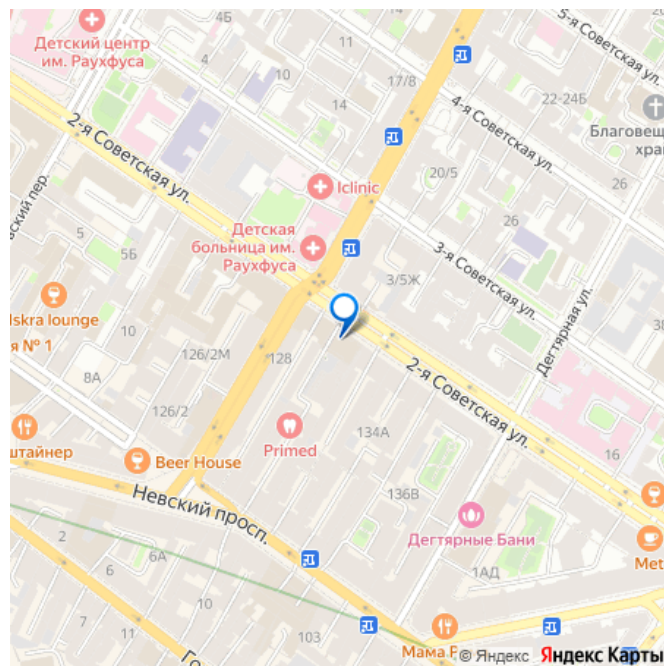 Детский центр
им. Раухфуса
4Б
6
11
5-я Советская ул.
17/8
4
10
14
22-24Б
4-я Советская ул.
Благовещ
хра
2-я Советская ул.
Iclinic
20/5
26
26
вский пер.
5
5Б
Детская
больница им.
Раухфуса
3-я Советская ул.
3/5Ж
Iskra lounge
я № 1
10
Дегтярная ул.
126/2М
128
8А
2-я Советская ул.
126/2
Primed
134А
16
штайнер
Beer House
136В
Невский просп.
Дегтярные Бани
2
6А
6
1АД
Met
7
11
103
Го
Мама Р
© Яндекс Яндекс Карты